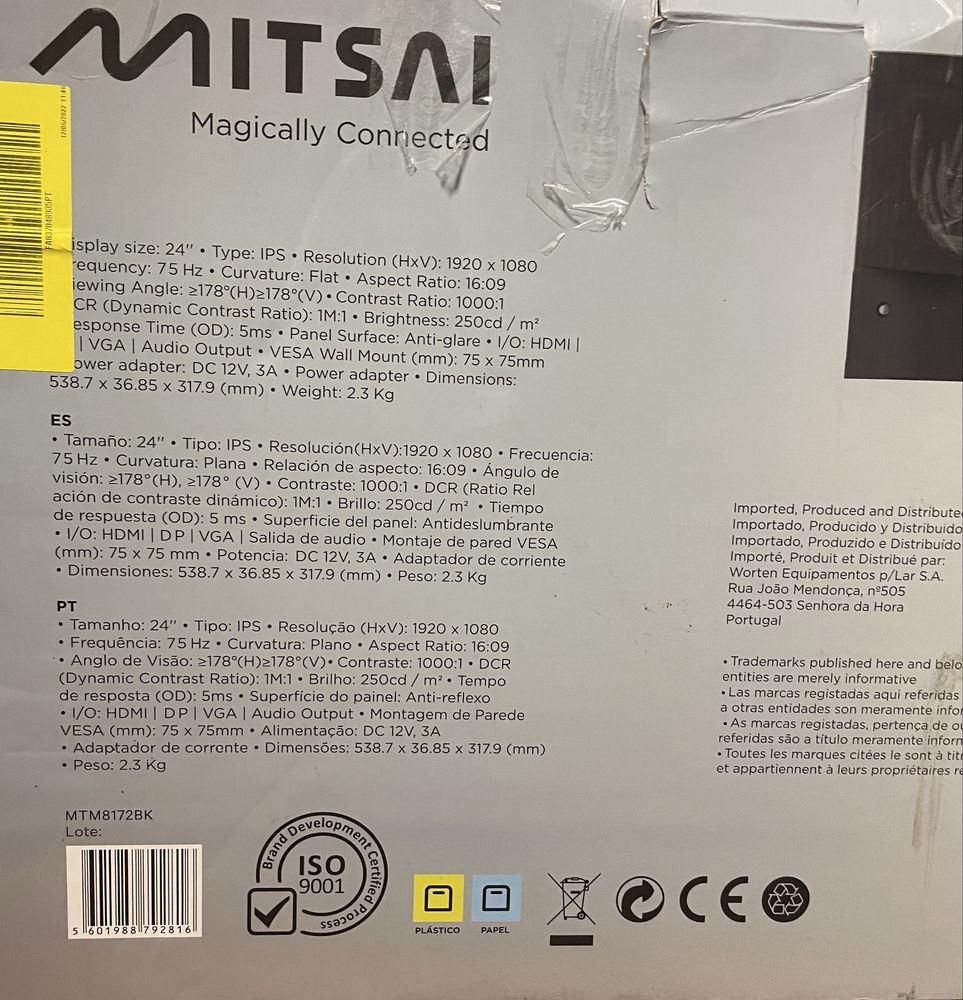 MITSAI
Magically Connected
12/05/2022 11:4
FA837048935PT
isplay size: 24" • Type: IPS • Resolution (HxV): 1920 x 1080
requency: 75 Hz • Curvature: Flat • Aspect Ratio: 16:09
iewing Angle: ≥178°(H)≥178°(V) • Contrast Ratio: 1000:1
CR (Dynamic Contrast Ratio): 1M:1 • Brightness: 250cd / m²
esponse Time (OD): 5ms • Panel Surface: Anti-glare • I/O: HDMI |
| VGA | Audio Output • VESA Wall Mount (mm): 75 x 75mm
ower adapter: DC 12V, 3A • Power adapter • Dimensions:
538.7 x 36.85 x 317.9 (mm) • Weight: 2.3 Kg
ES
• Tamaño: 24" • Tipo: IPS • Resolución(HxV):1920 x 1080 • Frecuencia:
75 Hz • Curvatura: Plana • Relación de aspecto: 16:09 • Ángulo de
visión: ≥178°(H), ≥178° (V) • Contraste: 1000:1 • DCR (Ratio Rel
ación de contraste dinámico): 1M:1 • Brillo: 250cd / m² • Tiempo
de respuesta (OD): 5 ms • Superficie del panel: Antideslumbrante
• I/O: HDMI | DP | VGA | Salida de audio • Montaje de pared VESA
(mm): 75 x 75 mm • Potencia: DC 12V, 3A • Adaptador de corriente
• Dimensiones: 538.7 x 36.85 x 317.9 (mm) • Peso: 2.3 Kg
PT
• Tamanho: 24" • Tipo: IPS • Resolução (HxV): 1920 x 1080
• Frequência: 75 Hz • Curvatura: Plano • Aspect Ratio: 16:09
• Anglo de Visão: ≥178°(H)≥178°(V) • Contraste: 1000:1 • DCR
(Dynamic Contrast Ratio): 1M:1 • Brilho: 250cd / m² • Tempo
de resposta (OD): 5ms • Superfície do painel: Anti-reflexo
• I/O: HDMI | DP | VGA | Audio Output • Montagem de Parede
VESA (mm): 75 x 75mm • Alimentação: DC 12V, 3A
• Adaptador de corrente • Dimensões: 538.7 x 36.85 x 317.9 (mm)
• Peso: 2.3 Kg
Imported, Produced and Distribute
Importado, Producido y Distribuido
Importado, Produzido e Distribuído
Importé, Produit et Distribué par:
Worten Equipamentos p/Lar S.A.
Rua João Mendonça, nº505
4464-503 Senhora da Hora
Portugal
• Trademarks published here and belo
entities are merely informative
• Las marcas registadas aqui referidas
a otras entidades son meramente infor
• As marcas registadas, pertença de ou
referidas são a título meramente inform
• Toutes les marques citées le sont à titr
et appartiennent à leurs propriétaires re
MTM8172BK
Lote:
5 601988 792816
Brand Development Certified Process
ISO
9001
PLÁSTICO
PAPEL
CE